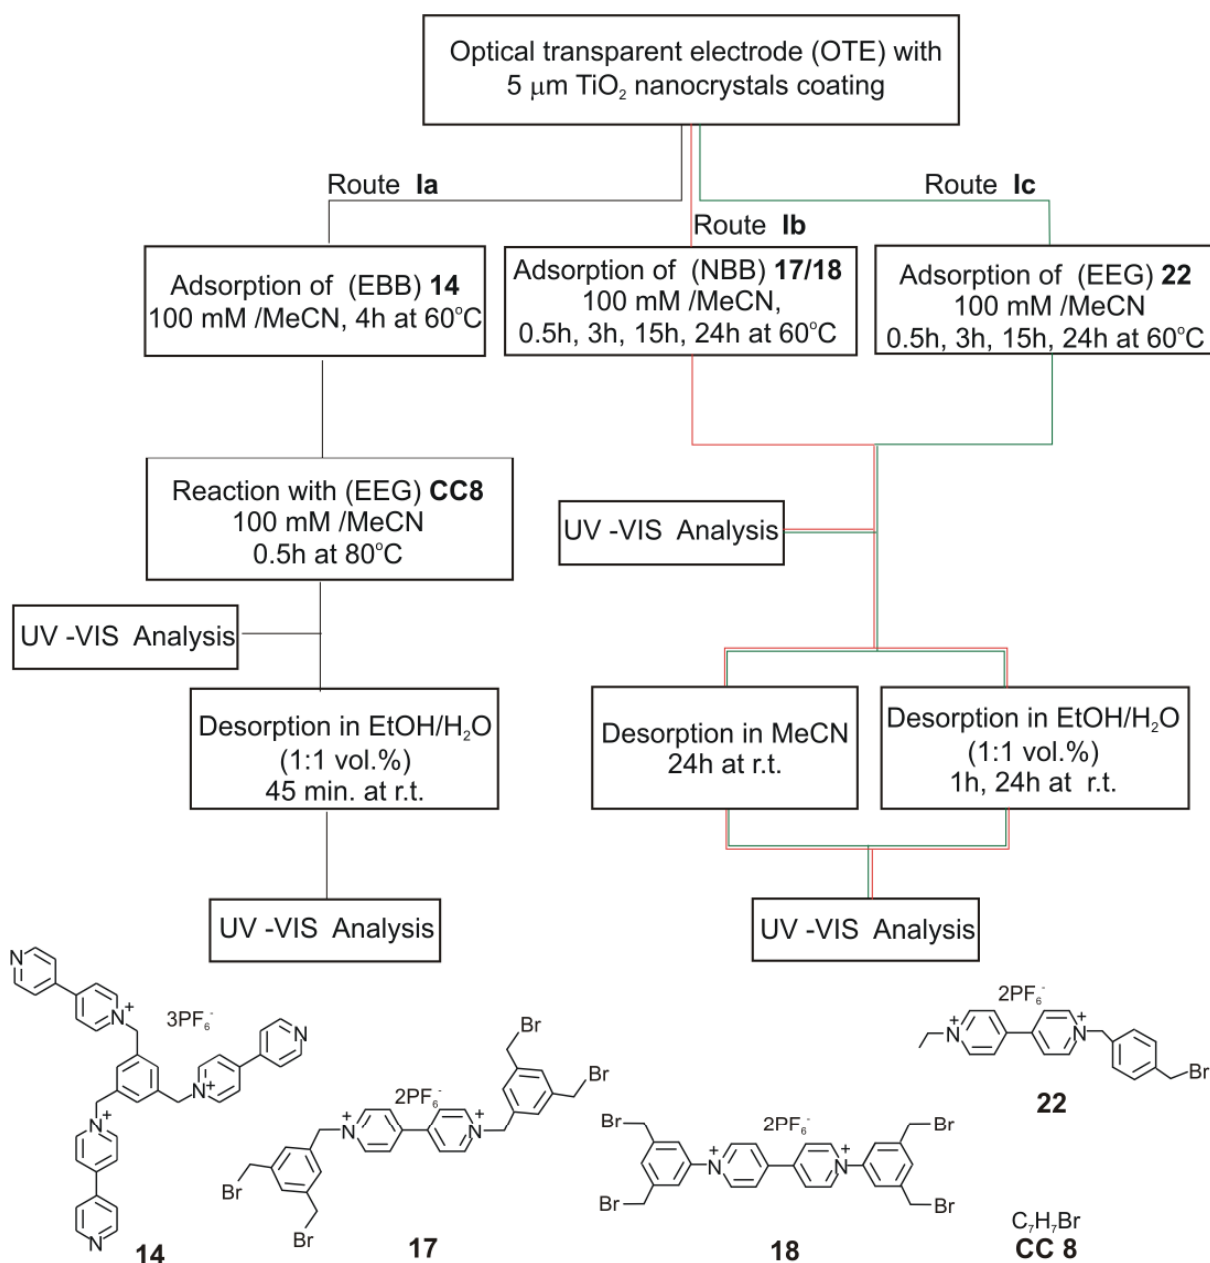 Optical transparent electrode (OTE) with
5 μm TiO₂ nanocrystals coating
Route Ia
Route Ib
Route Ic
Adsorption of (EBB) 14
100 mM /MeCN, 4h at 60°C
Adsorption of (NBB) 17/18
100 mM /MeCN,
0.5h, 3h, 15h, 24h at 60°C
Adsorption of (EEG) 22
100 mM /MeCN
0.5h, 3h, 15h, 24h at 60°C
Reaction with (EEG) CC8
100 mM /MeCN
0.5h at 80°C
UV -VIS Analysis
UV -VIS Analysis
Desorption in EtOH/H₂O
(1:1 vol.%)
45 min. at r.t.
Desorption in MeCN
24h at r.t.
Desorption in EtOH/H₂O
(1:1 vol.%)
1h, 24h at r.t.
UV -VIS Analysis
UV -VIS Analysis
N
N⁺
3PF₆⁻
N
N⁺
N⁺
N
14
Br
Br
2PF₆⁻
N⁺
N⁺
Br
Br
17
Br
Br
2PF₆⁻
N⁺
N⁺
Br
Br
18
2PF₆⁻
N⁺
N⁺
Br
22
C₇H₇Br
CC 8